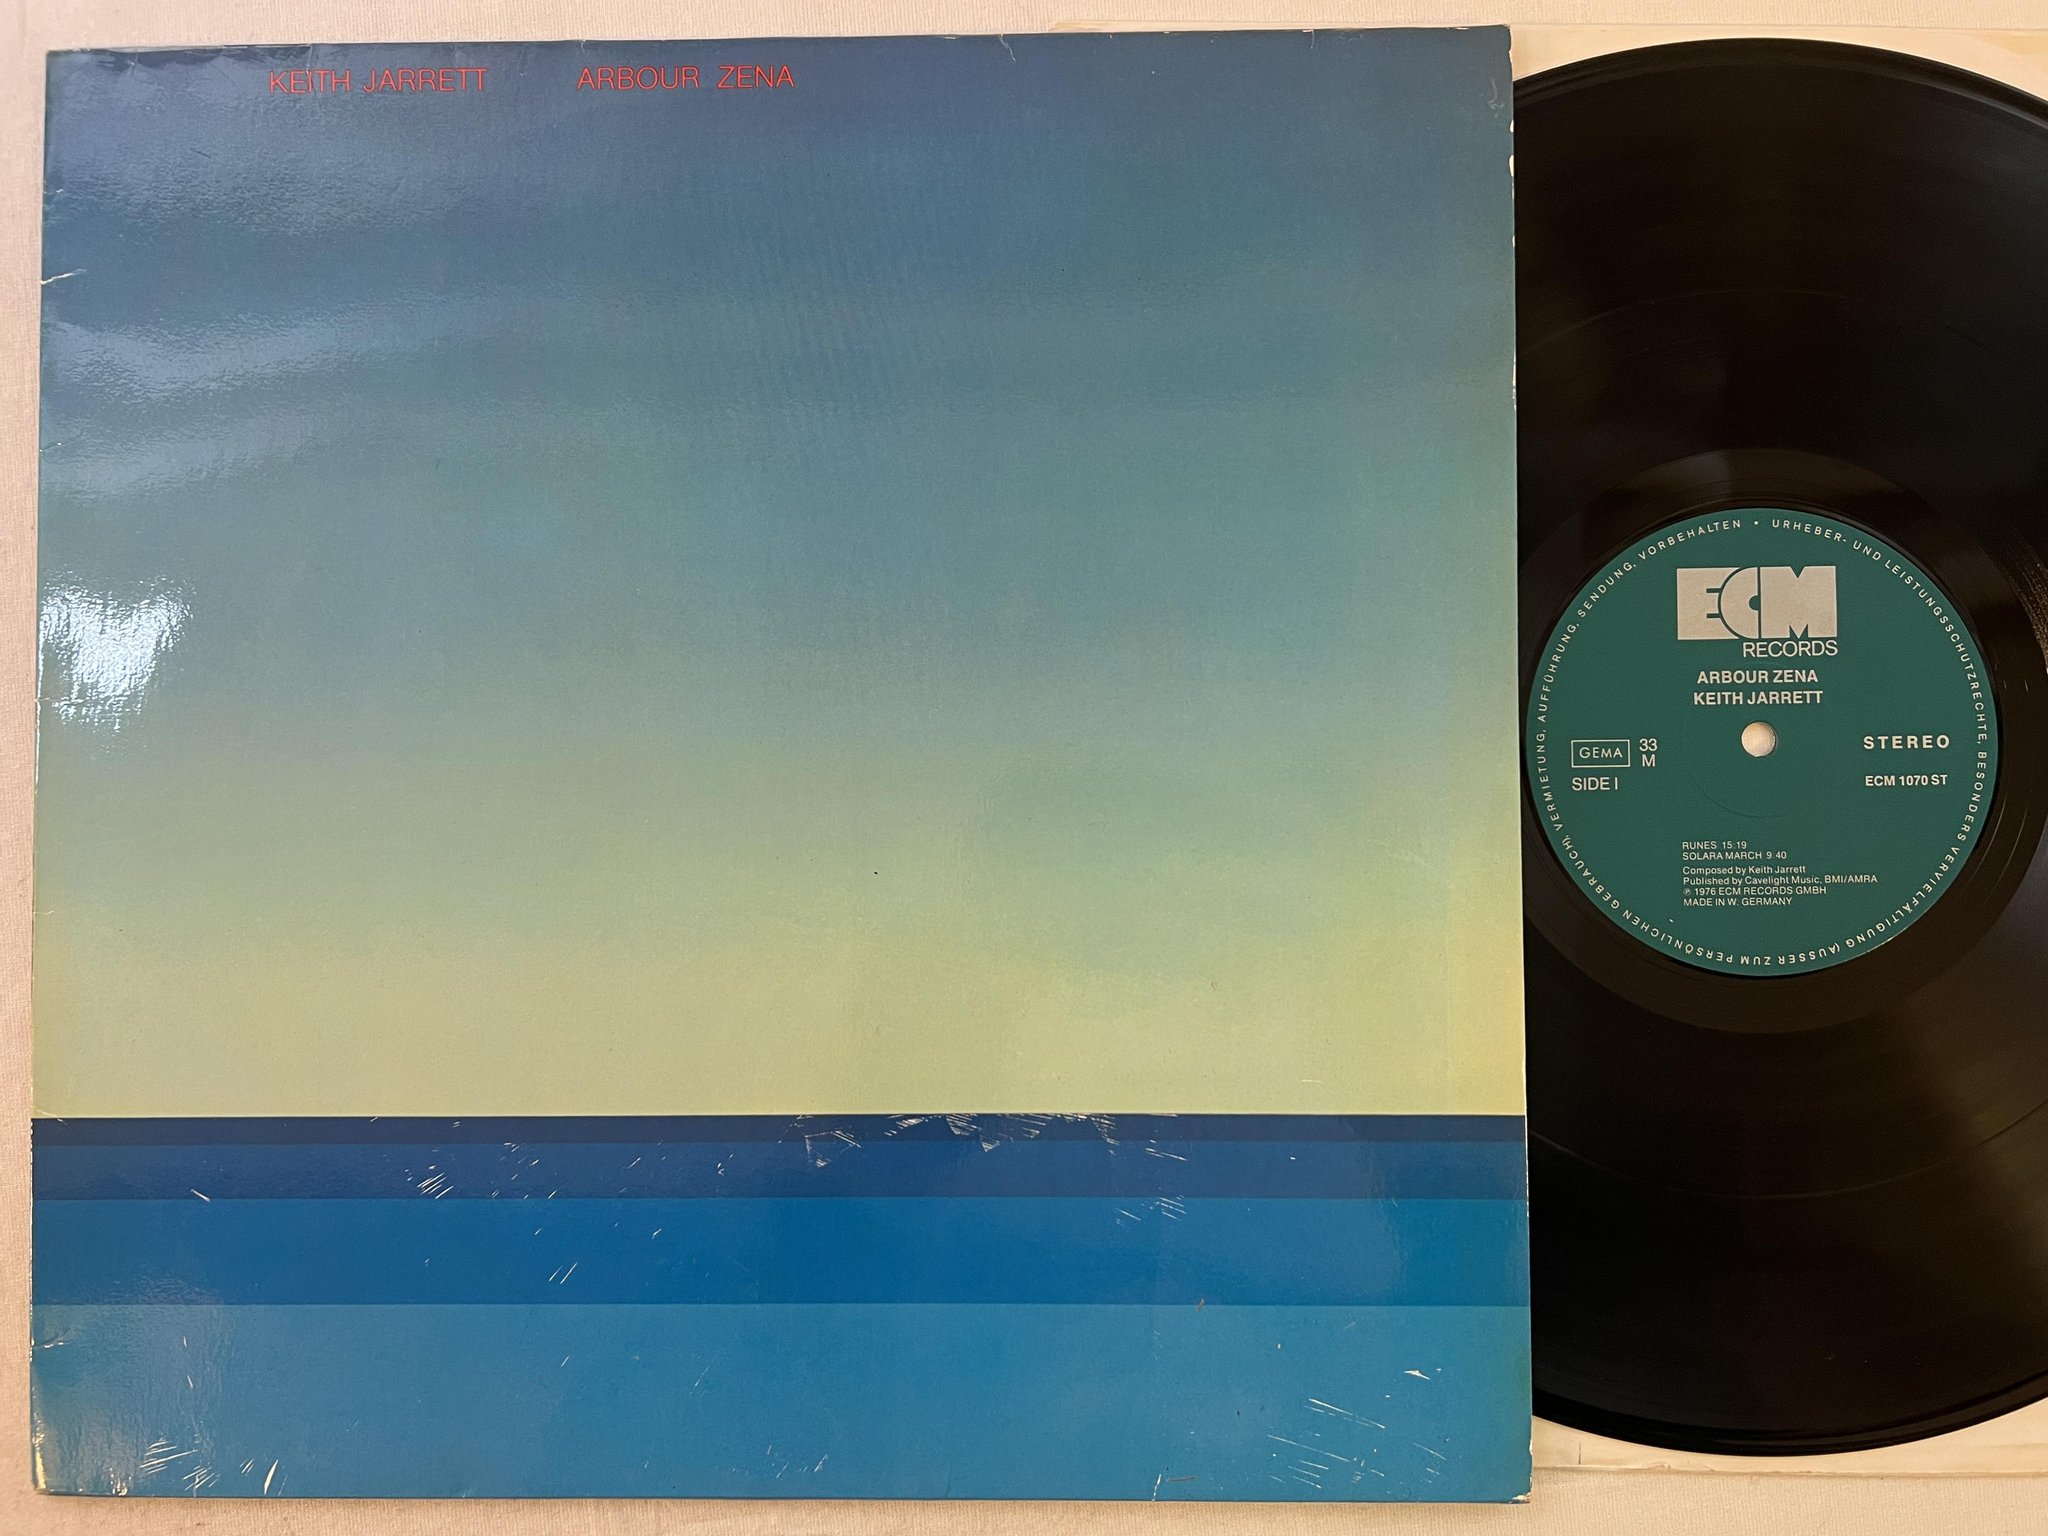 KEITH JARRETT ARBOUR ZENA
ECM
RECORDS
ARBOUR ZENA
KEITH JARRETT
GEMA 33
M
STEREO
SIDE I
ECM 1070 ST
RUNES 15:19
SOLARA MARCH 9:40
Composed by Keith Jarrett
Published by Cavelight Music, BMI/AMRA
℗ 1976 ECM RECORDS GMBH
MADE IN W. GERMANY
• URHEBER- UND LEISTUNGSSCHUTZRECHTE, BESONDERS VERVIELFÄLTIGUNG (AUSSER ZUM PERSÖNLICHEN GEBRAUCH), VERMIETUNG, AUFFÜHRUNG, SENDUNG, VORBEHALTEN